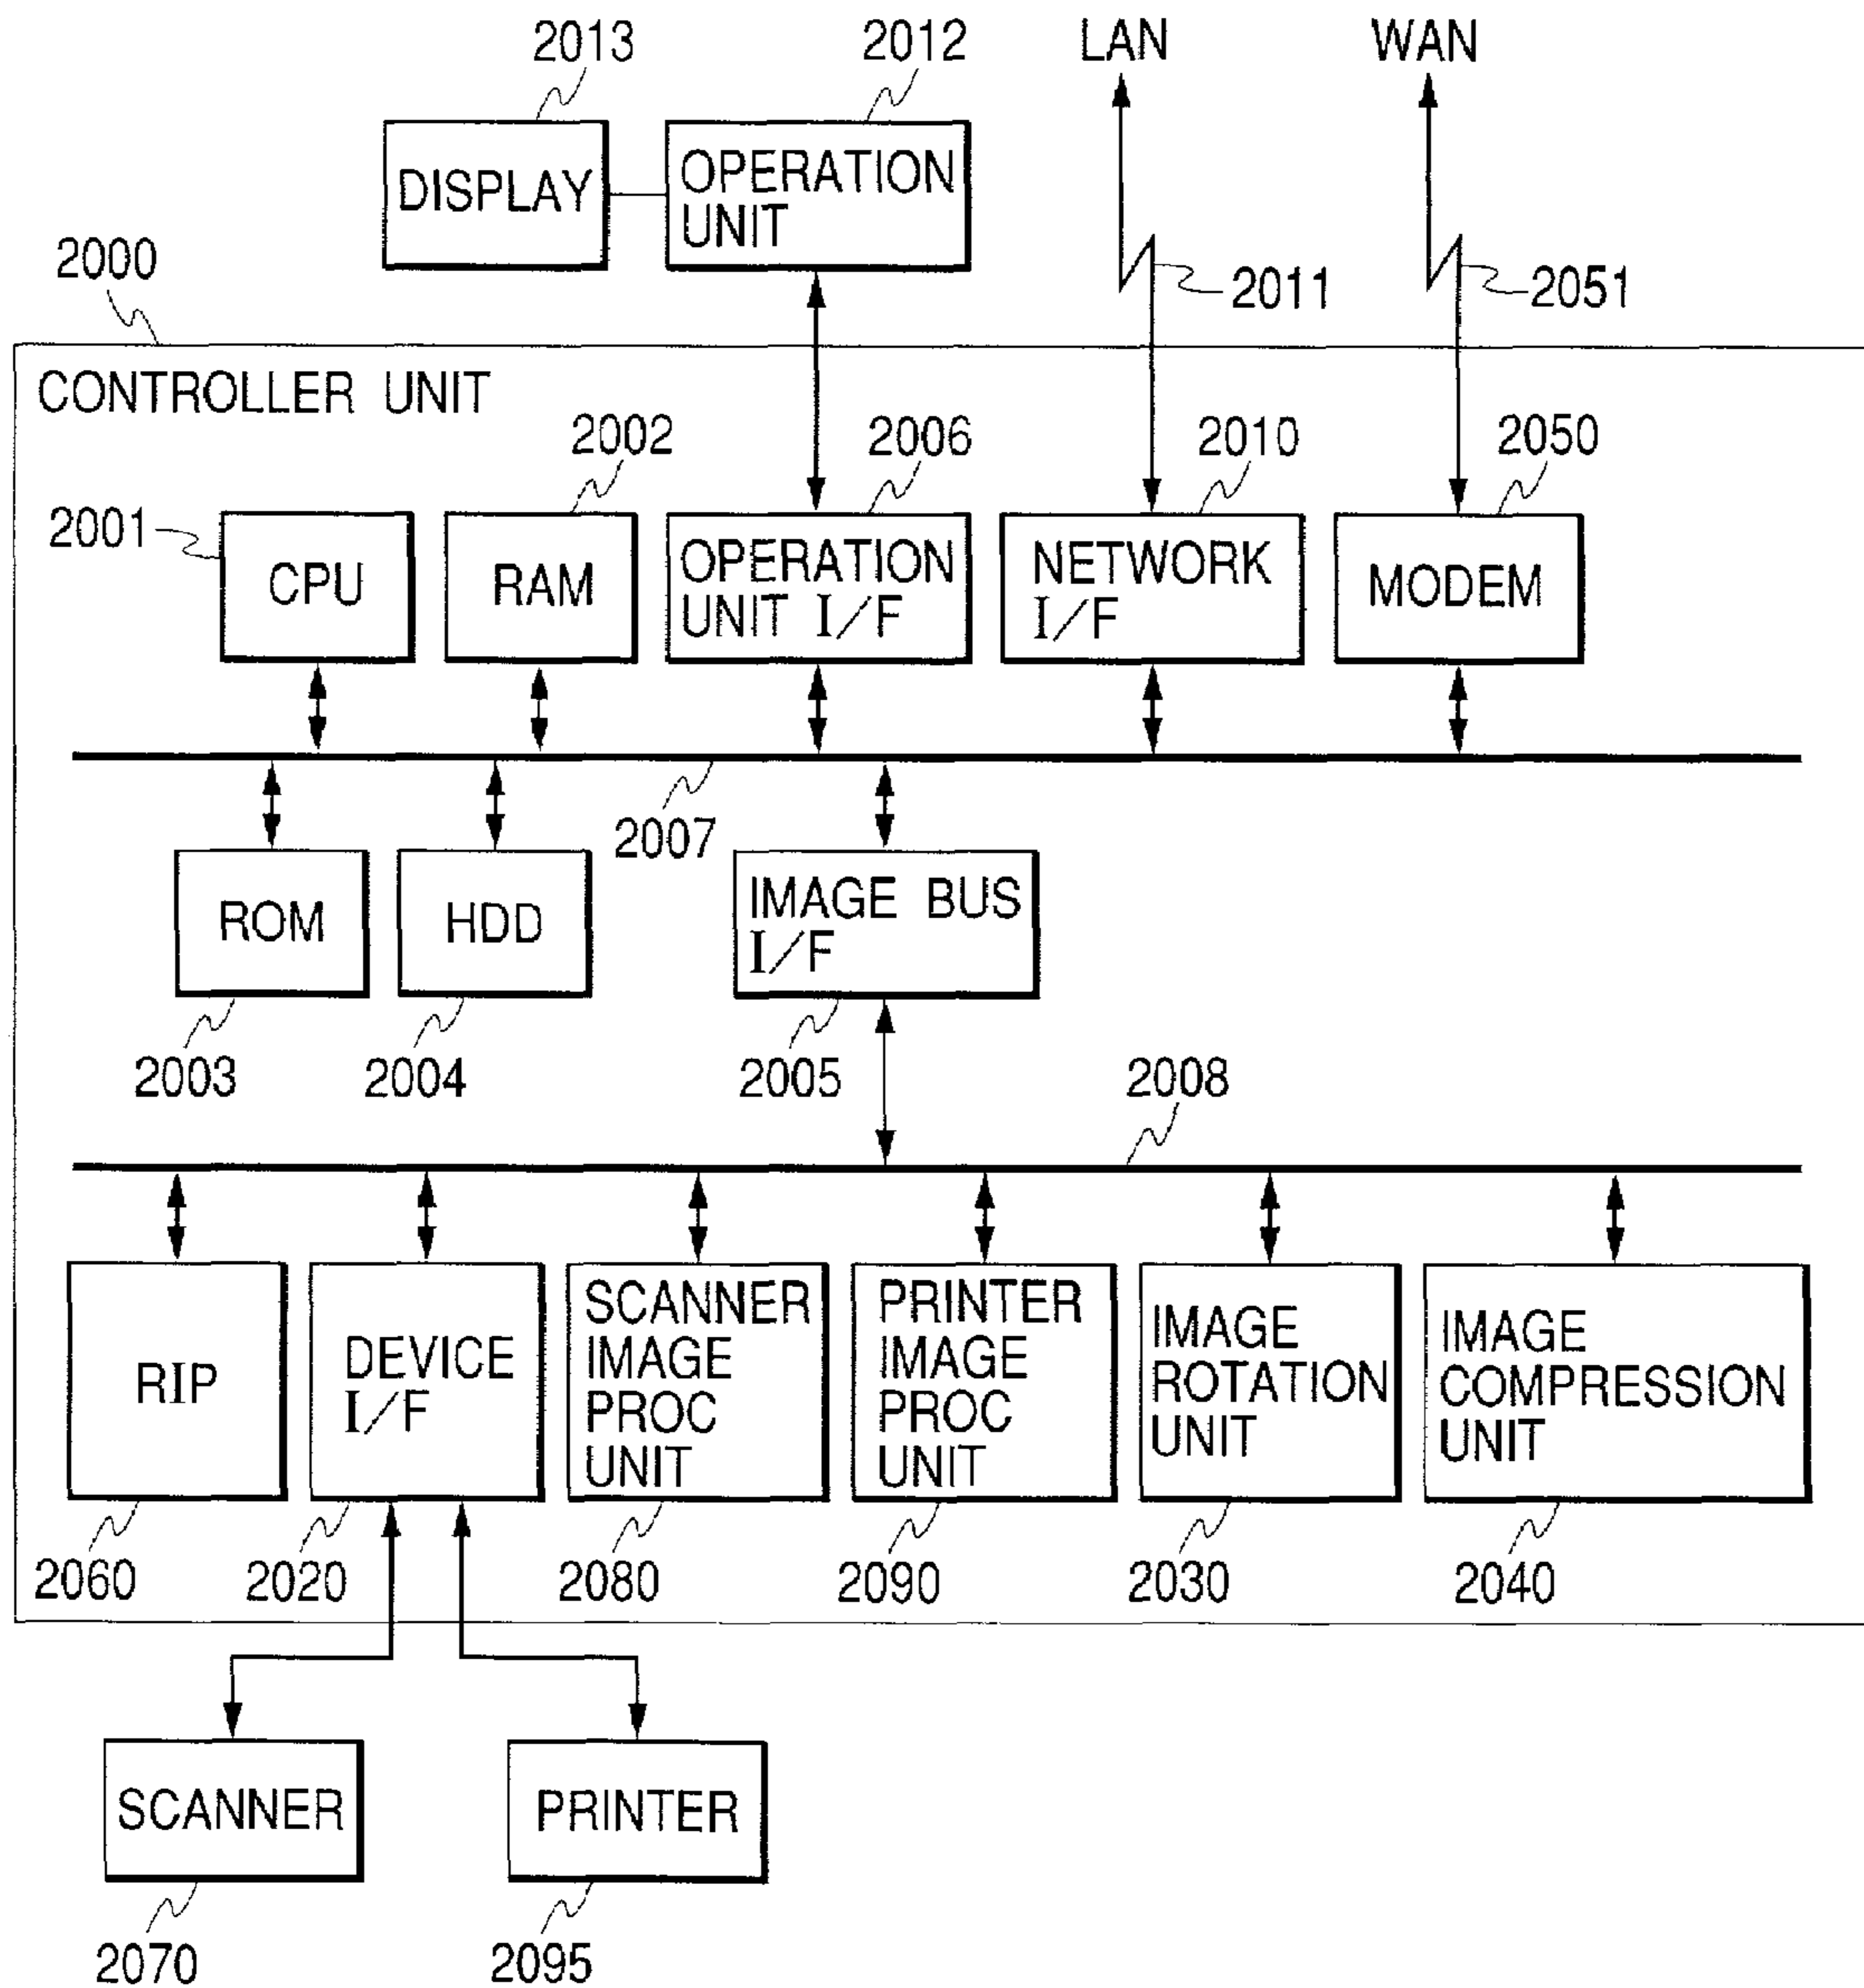 2013
2012
LAN
WAN
DISPLAY
OPERATION
UNIT
2000
2011
2051
CONTROLLER UNIT
2002
2006
2010
2050
2001
CPU
RAM
OPERATION
UNIT I/F
NETWORK
I/F
MODEM
2007
ROM
HDD
IMAGE BUS
I/F
2003
2004
2005
2008
RIP
DEVICE
I/F
SCANNER
IMAGE
PROC
UNIT
PRINTER
IMAGE
PROC
UNIT
IMAGE
ROTATION
UNIT
IMAGE
COMPRESSION
UNIT
2060
2020
2080
2090
2030
2040
SCANNER
PRINTER
2070
2095